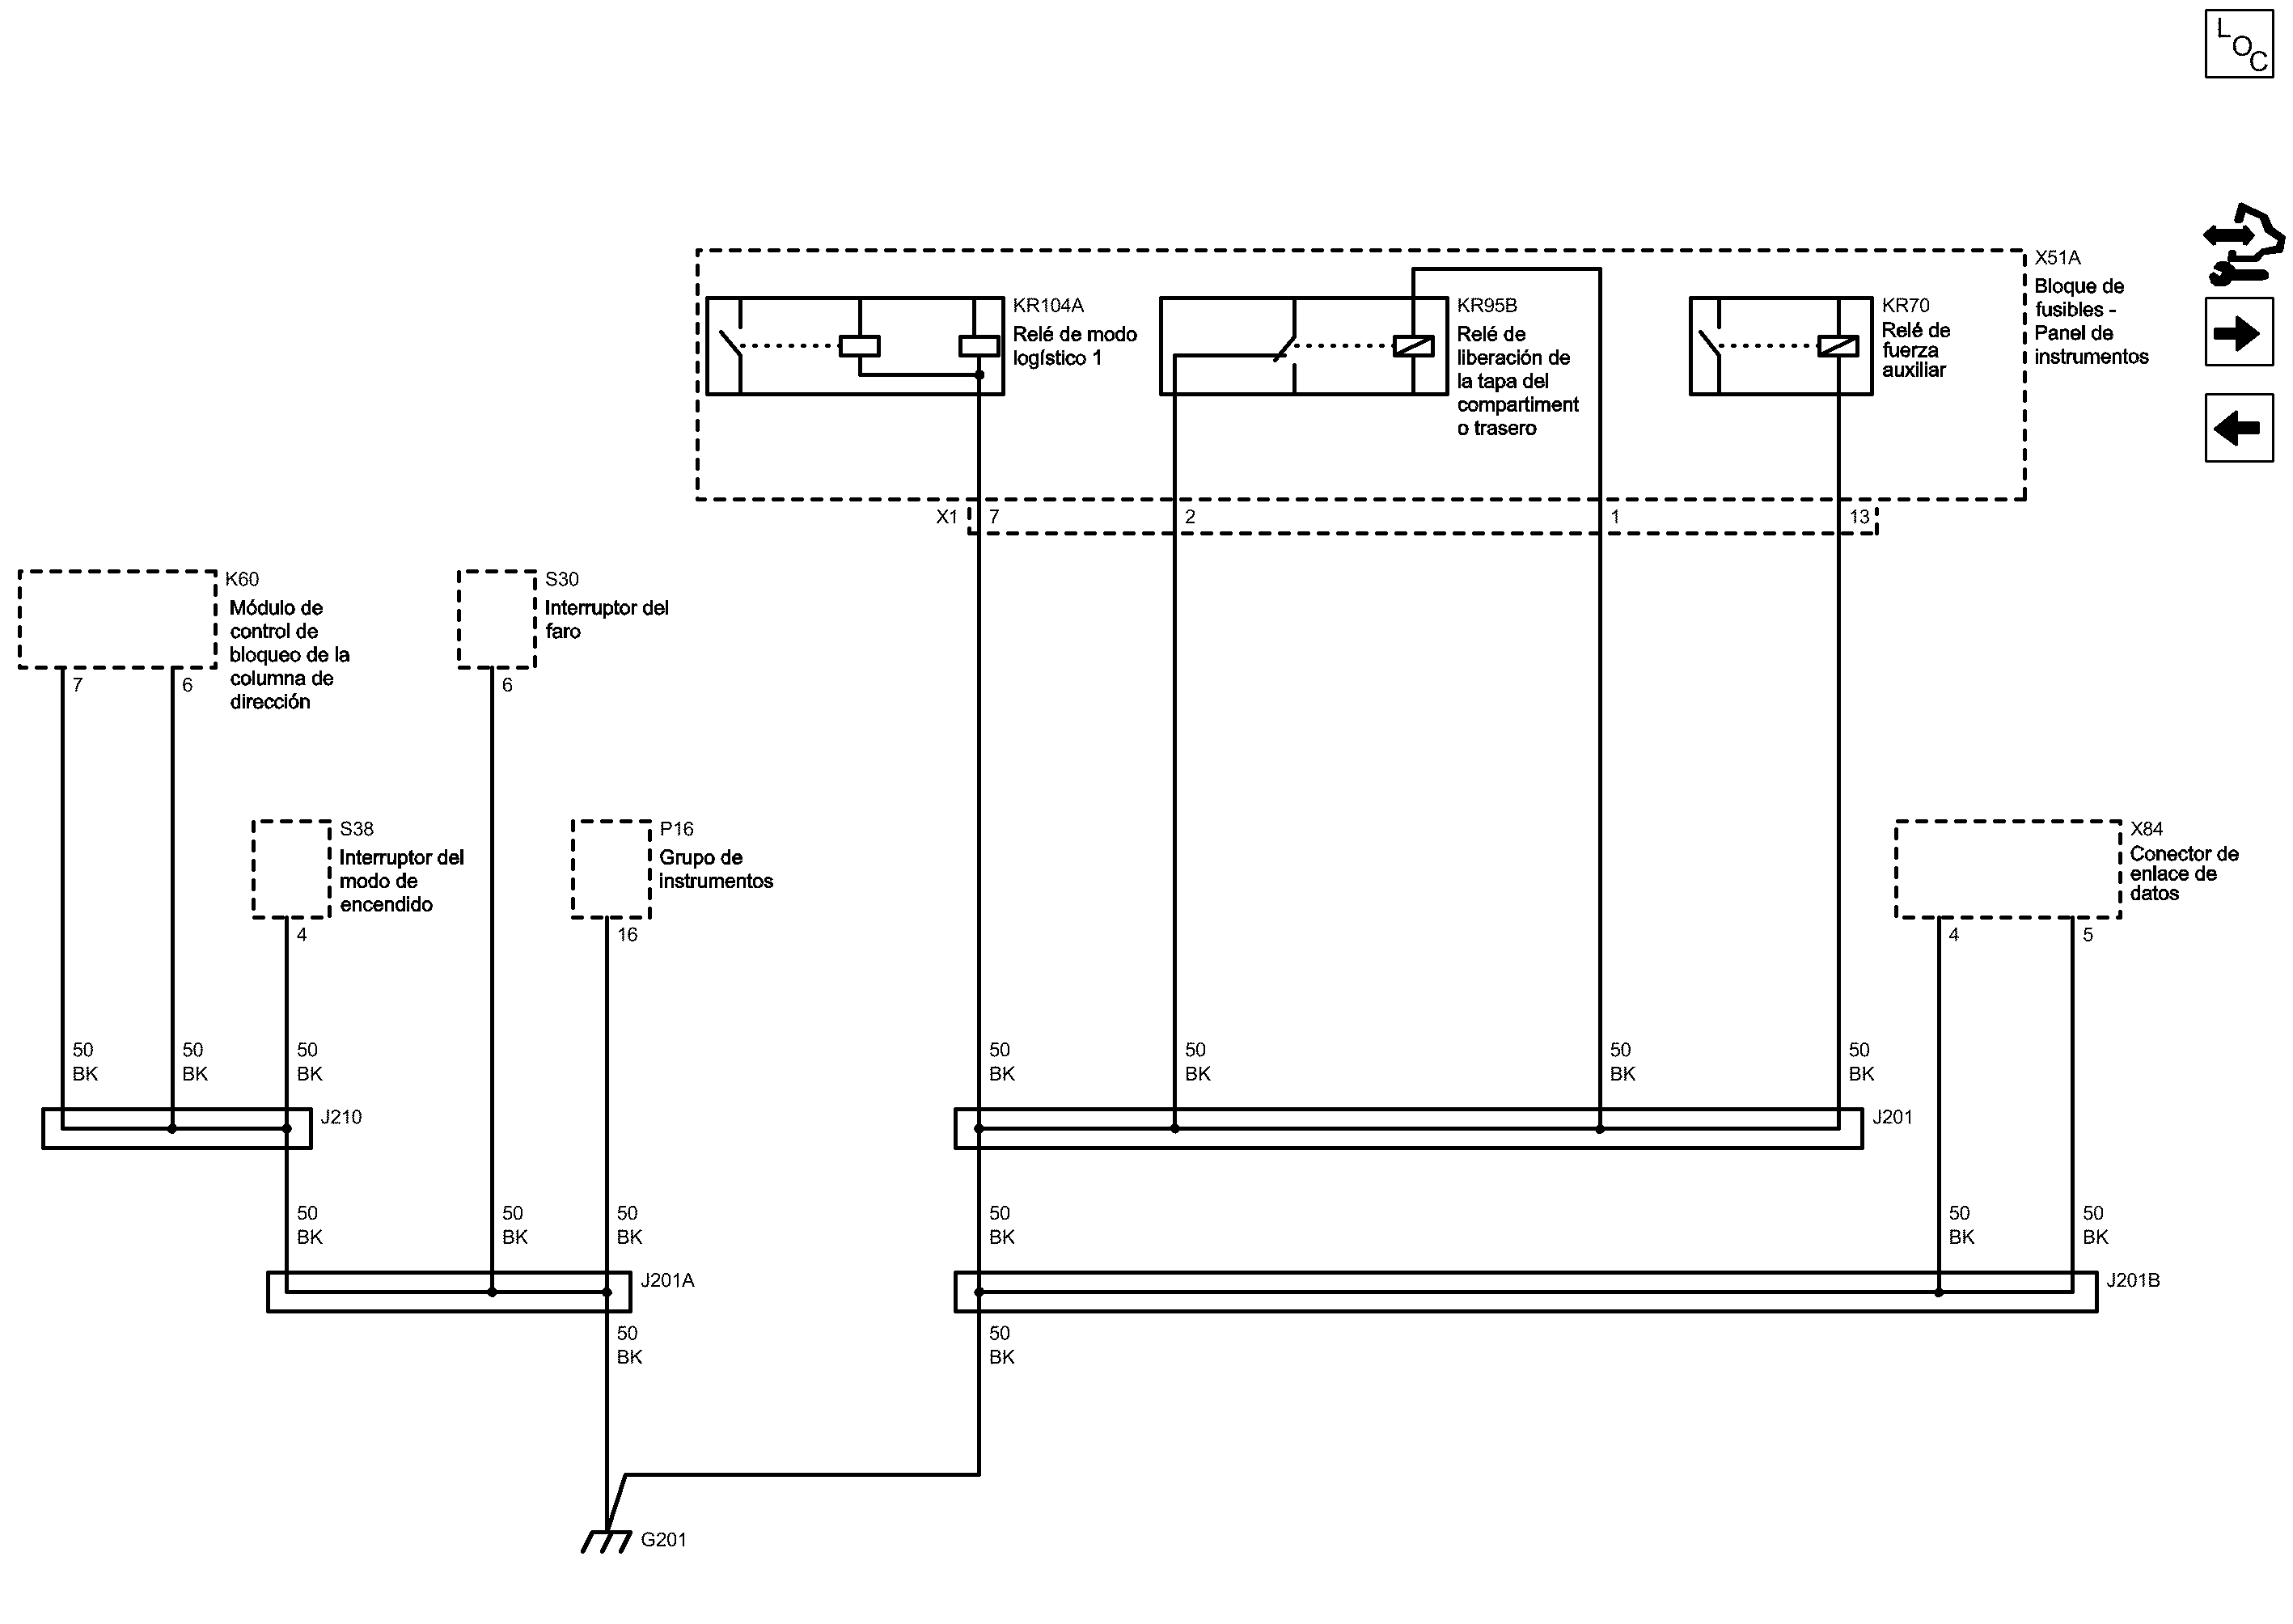 LOC
X51A
Bloque de
fusibles -
Panel de
instrumentos
KR104A
Relé de modo
logístico 1
KR95B
Relé de
liberación de
la tapa del
compartiment
o trasero
KR70
Relé de
fuerza
auxiliar
X1 7 2 1 13
K60
Módulo de
control de
bloqueo de la
columna de
dirección
7 6
S30
Interruptor del
faro
6
S38
Interruptor del
modo de
encendido
4
P16
Grupo de
instrumentos
16
X84
Conector de
enlace de
datos
4 5
50 50 50 50 50 50 50
BK BK BK BK BK BK BK
J210 J201
50 50 50 50 50 50
BK BK BK BK BK BK
J201A J201B
50 50
BK BK
G201